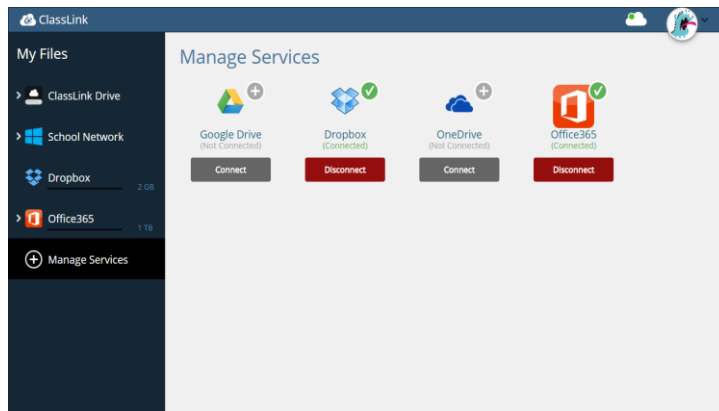 ClassLink
My Files
ClassLink Drive
School Network
Dropbox
2 GB
Office365
1 TB
Manage Services
Manage Services
Google Drive
(Not Connected)
Connect
Dropbox
(Connected)
Disconnect
OneDrive
(Not Connected)
Connect
Office365
(Connected)
Disconnect